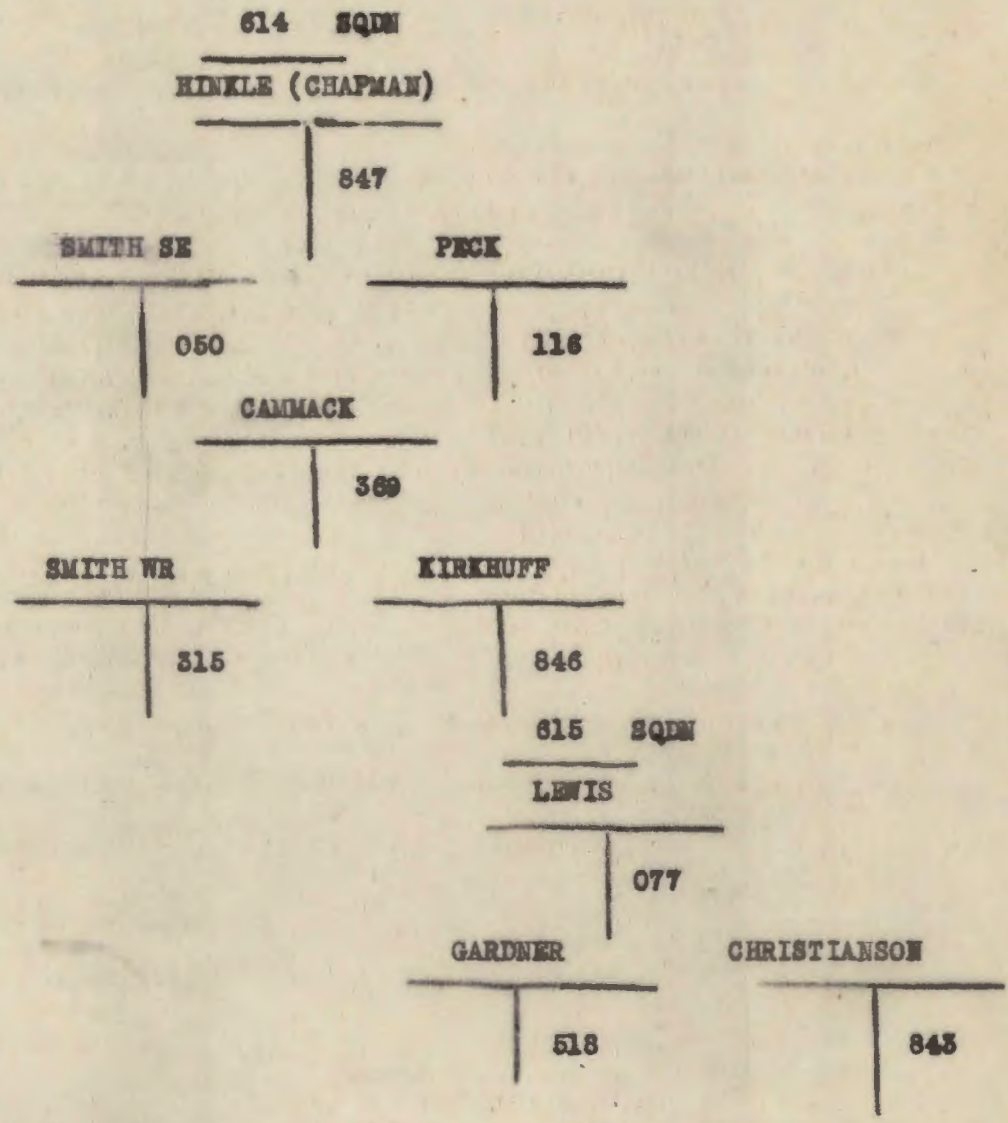 614 SQDN
HINKLE (CHAPMAN)
847
SMITH SE PECK
050 116
CAMMACK
369
SMITH WR KIRKHUFF
315 846
615 SQDN
LEWIS
077
GARDNER CHRISTIANSON
518 843